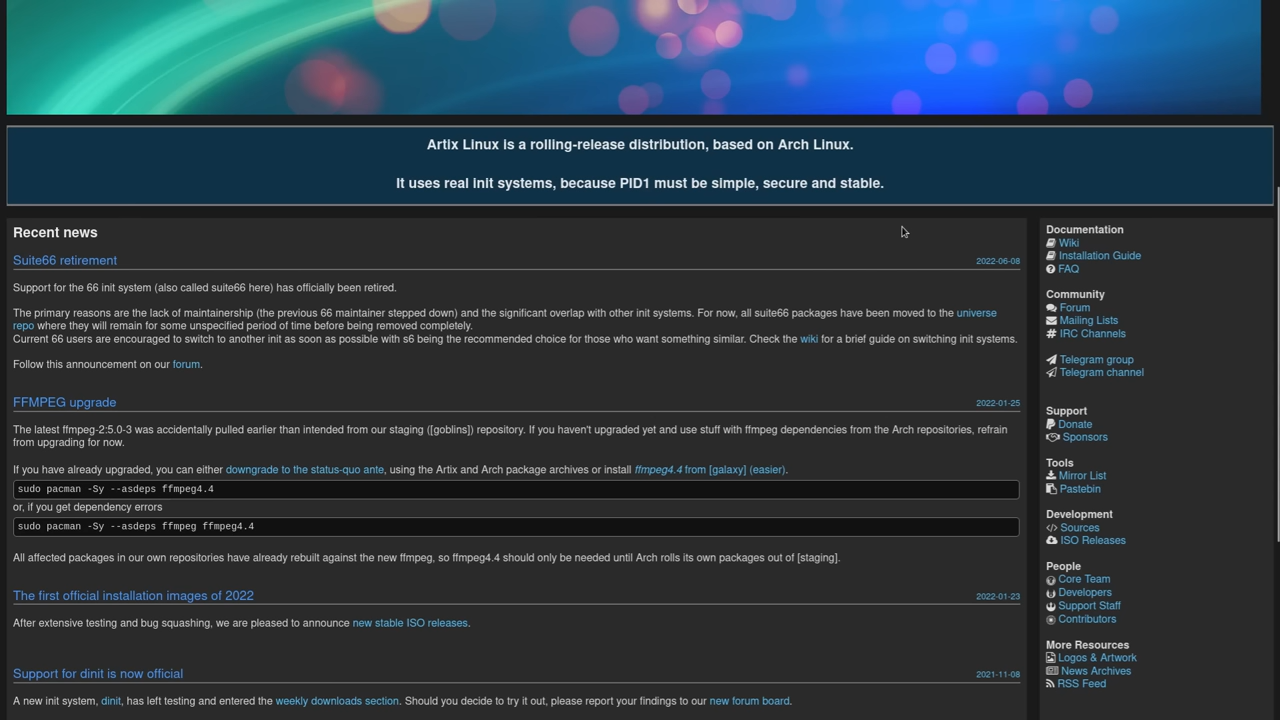 Artix Linux is a rolling-release distribution, based on Arch Linux.
It uses real init systems, because PID1 must be simple, secure and stable.
Recent news
Suite66 retirement 2022-06-08
Support for the 66 init system (also called suite66 here) has officially been retired.
The primary reasons are the lack of maintainership (the previous 66 maintainer stepped down) and the significant overlap with other init systems. For now, all suite66 packages have been moved to the universe
repo where they will remain for some unspecified period of time before being removed completely.
Current 66 users are encouraged to switch to another init as soon as possible with s6 being the recommended choice for those who want something similar. Check the wiki for a brief guide on switching init systems.
Follow this announcement on our forum.
FFMPEG upgrade 2022-01-25
The latest ffmpeg-2:5.0-3 was accidentally pulled earlier than intended from our staging ([goblins]) repository. If you haven't upgraded yet and use stuff with ffmpeg dependencies from the Arch repositories, refrain
from upgrading for now.
If you have already upgraded, you can either downgrade to the status-quo ante, using the Artix and Arch package archives or install ffmpeg4.4 from [galaxy] (easier).
sudo pacman -Sy --asdeps ffmpeg4.4
or, if you get dependency errors
sudo pacman -Sy --asdeps ffmpeg ffmpeg4.4
All affected packages in our own repositories have already rebuilt against the new ffmpeg, so ffmpeg4.4 should only be needed until Arch rolls its own packages out of [staging].
The first official installation images of 2022 2022-01-23
After extensive testing and bug squashing, we are pleased to announce new stable ISO releases.
Support for dinit is now official 2021-11-08
A new init system, dinit, has left testing and entered the weekly downloads section. Should you decide to try it out, please report your findings to our new forum board.
Documentation
Wiki
Installation Guide
FAQ
Community
Forum
Mailing Lists
IRC Channels
Telegram group
Telegram channel
Support
Donate
Sponsors
Tools
Mirror List
Pastebin
Development
Sources
ISO Releases
People
Core Team
Developers
Support Staff
Contributors
More Resources
Logos & Artwork
News Archives
RSS Feed